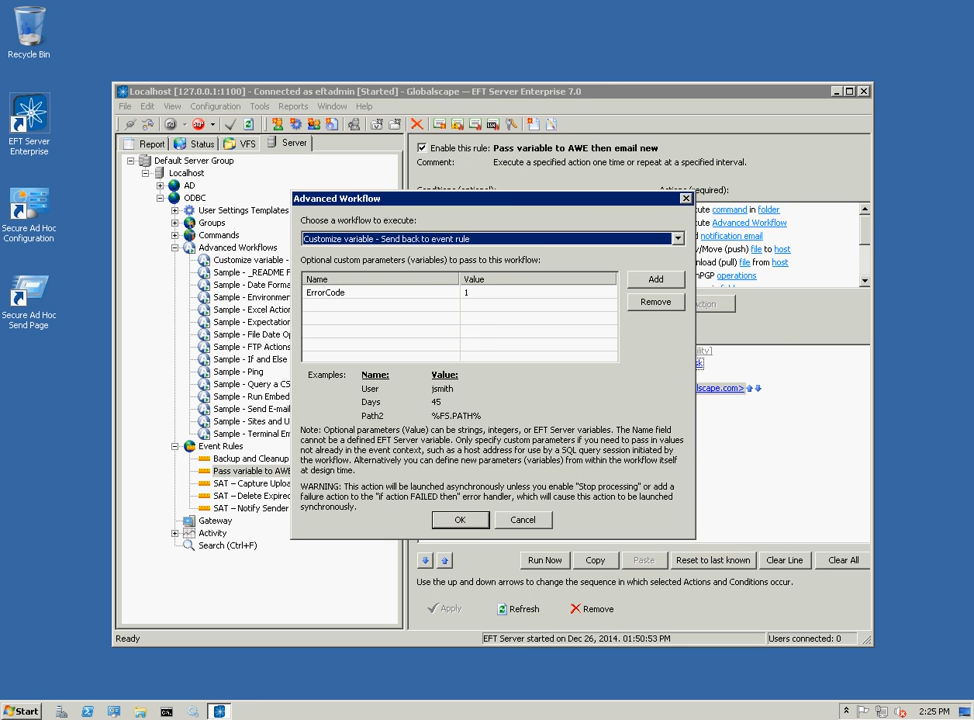 Recycle Bin
EFT Server
Enterprise
Secure Ad Hoc
Configuration
Secure Ad Hoc
Send Page
Localhost [127.0.0.1:1100] - Connected as eftadmin [Started] - Globalscape — EFT Server Enterprise 7.0
File Edit View Configuration Tools Reports Window Help
Report Status VFS Server
Default Server Group
Localhost
AD
ODBC
User Settings Templates
Groups
Commands
Advanced Workflows
Customize variable -
Sample - _README F
Sample - Date Forma
Sample - Environmen
Sample - Excel Action
Sample - Expectation
Sample - File Date Op
Sample - FTP Actions
Sample - If and Else
Sample - Ping
Sample - Query a CS
Sample - Run Embed
Sample - Send E-mail
Sample - Sites and U
Sample - Terminal Em
Event Rules
Backup and Cleanup
Pass variable to AWE
SAT – Capture Uploa
SAT – Delete Expired
SAT – Notify Sender
Gateway
Activity
Search (Ctrl+F)
Enable this rule: Pass variable to AWE then email new
Comment: Execute a specified action one time or repeat at a specified interval.
Conditions (optional): Actions (required):
ute command in folder
ute Advanced Workflow
d notification email
y/Move (push) file to host
nload (pull) file from host
nPGP operations
Action
ility]
sk
lscape.com>
Advanced Workflow
Choose a workflow to execute:
Customize variable - Send back to event rule
Optional custom parameters (variables) to pass to this workflow:
Name Value
ErrorCode 1
Add
Remove
Examples: Name: Value:
User jsmith
Days 45
Path2 %FS.PATH%
Note: Optional parameters (Value) can be strings, integers, or EFT Server variables. The Name field
cannot be a defined EFT Server variable. Only specify custom parameters if you need to pass in values
not already in the event context, such as a host address for use by a SQL query session initiated by
the workflow. Alternatively you can define new parameters (variables) from within the workflow itself
at design time.
WARNING: This action will be launched asynchronously unless you enable "Stop processing" or add a
failure action to the "if action FAILED then" error handler, which will cause this action to be launched
synchronously.
OK Cancel
Run Now Copy Paste Reset to last known Clear Line Clear All
Use the up and down arrows to change the sequence in which selected Actions and Conditions occur.
Apply Refresh Remove
Ready EFT Server started on Dec 26, 2014. 01:50:53 PM Users connected: 0
Start 2:25 PM